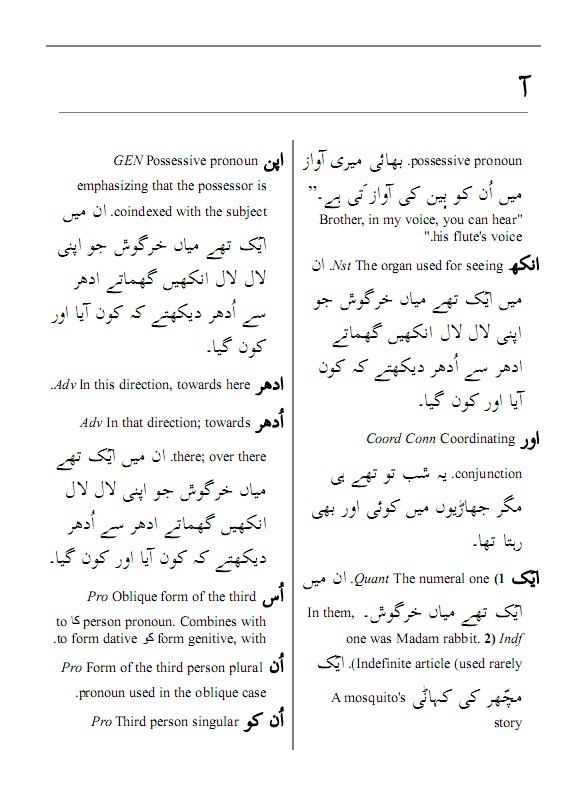 آ
اپن GEN Possessive pronoun
emphasizing that the possessor is
coindexed with the subject. ان میں
ایٚک تھے میاں خرگوش جو اپنی
لال لال انکھیں گھماتے ادھر
سے اُدھر دیکھتے کہ کون آیا اور
کون گیا۔
ادھر Adv In this direction, towards here.
اُدھر Adv In that direction; towards
there; over there. ان میں ایٚک تھے
میاں خرگوش جو اپنی لال لال
انکھیں گھماتے ادھر سے اُدھر
دیکھتے کہ کون آیا اور کون گیا۔
اُس Pro Oblique form of the third
person pronoun. Combines with کا to
form genitive, with کو to form dative.
اُن Pro Form of the third person plural
pronoun used in the oblique case.
اُن کو Pro Third person singular
possessive pronoun. بھائی میری آواز
میں اُن کو بین کی آواز َتی ہے۔”
"Brother, in my voice, you can hear
his flute's voice."
انکھ Nst The organ used for seeing. ان
میں ایٚک تھے میاں خرگوش جو
اپنی لال لال انکھیں گھماتے
ادھر سے اُدھر دیکھتے کہ کون
آیا اور کون گیا۔
اور Coord Conn Coordinating
conjunction. یہ سٚب تو تھے ہی
مگر جھاڑیوں میں کوئی اور بھی
رہتا تھا۔
ایٚک 1) Quant The numeral one. ان میں
ایٚک تھے میاں خرگوش۔ In them,
one was Madam rabbit. 2) Indf
Indefinite article (used rarely). ایٚک
مچّھر کی کہانٰی A mosquito's
story